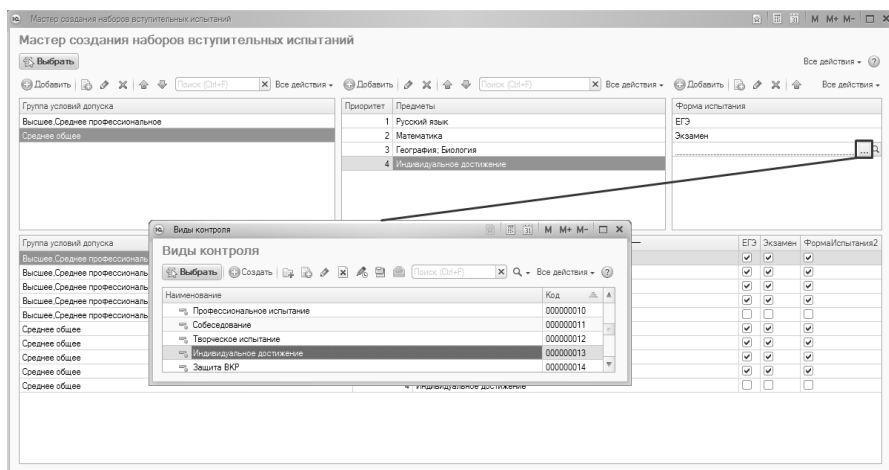 Мастер создания наборов вступительных испытаний
M M+ M-
Мастер создания наборов вступительных испытаний
Выбрать
Все действия
Добавить Поиск (Ctrl+F) Все действия
Добавить Поиск (Ctrl+F) Все действия
Добавить Все действия
Группа условий допуска
Высшее,Среднее профессиональное
Среднее общее
Приоритет Предметы
1 Русский язык
2 Математика
3 География; Биология
4 Индивидуальное достижение
Форма испытания
ЕГЭ
Экзамен
...
Группа условий допуска ЕГЭ Экзамен ФормаИспытания2
Высшее,Среднее профессиональ
Высшее,Среднее профессиональ
Высшее,Среднее профессиональ
Высшее,Среднее профессиональ
Высшее,Среднее профессиональ
Среднее общее
Среднее общее
Среднее общее
Среднее общее
Среднее общее 4 Индивидуальное достижение
Виды контроля
M M+ M-
Виды контроля
Выбрать Создать Поиск (Ctrl+F) Все действия
Наименование Код
Профессиональное испытание 000000010
Собеседование 000000011
Творческое испытание 000000012
Индивидуальное достижение 000000013
Защита ВКР 000000014